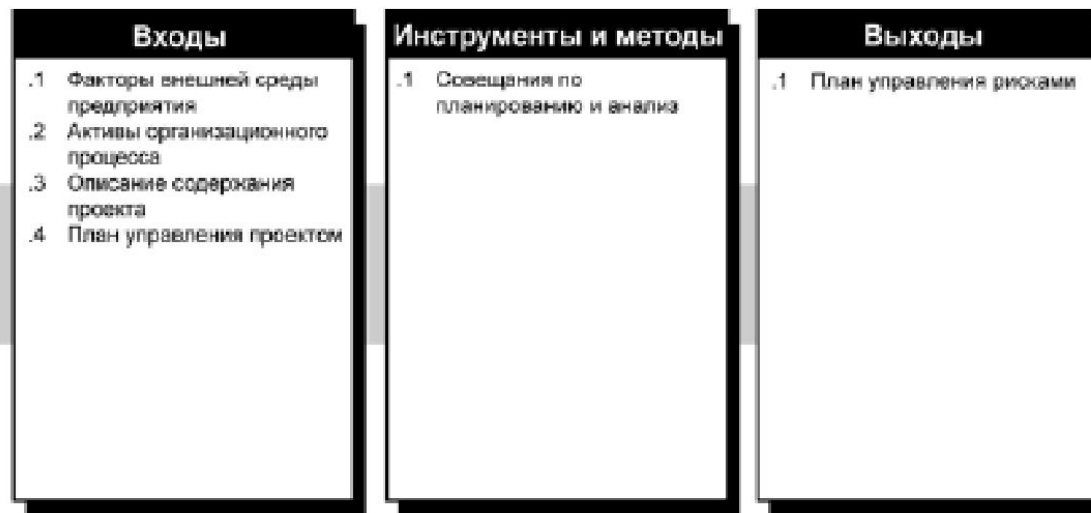 Входы
.1 Факторы внешней среды
предприятия
.2 Активы организационного
процесса
.3 Описание содержания
проекта
.4 План управления проектом
Инструменты и методы
.1 Совещания по
планированию и анализ
Выходы
.1 План управления рисками